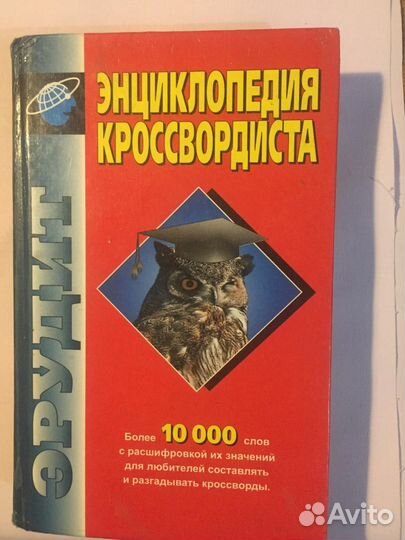 ЭНЦИКЛОПЕДИЯ
КРОССВОРДИСТА
ЭРУДИТ
Более 10 000 слов
с расшифровкой их значений
для любителей составлять
и разгадывать кроссворды.
Avito